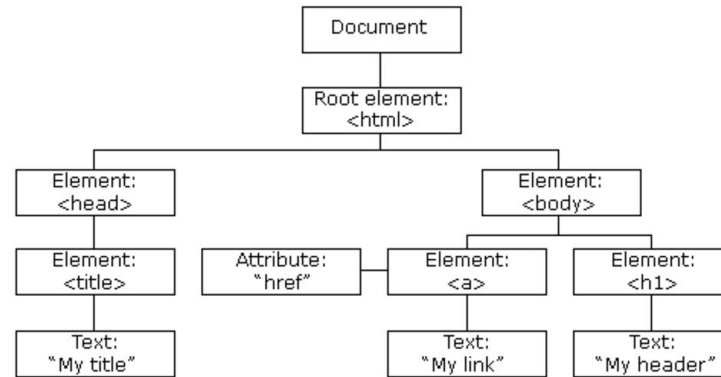 Document
Root element:
<html>
Element:
<head>
Element:
<body>
Element:
<title>
Attribute:
“href”
Element:
<a>
Element:
<h1>
Text:
“My title”
Text:
“My link”
Text:
“My header”